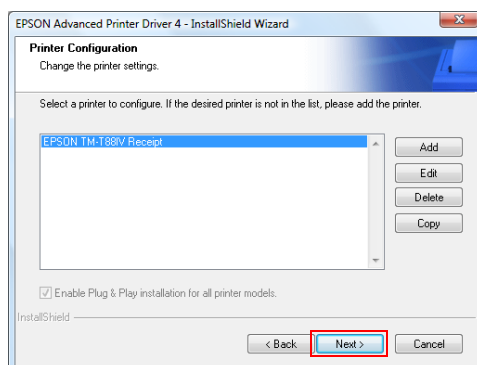 EPSON Advanced Printer Driver 4 - InstallShield Wizard
Printer Configuration
Change the printer settings.
Select a printer to configure. If the desired printer is not in the list, please add the printer.
EPSON TM-T88IV Receipt
Add
Edit
Delete
Copy
Enable Plug & Play installation for all printer models.
InstallShield
< Back
Next >
Cancel